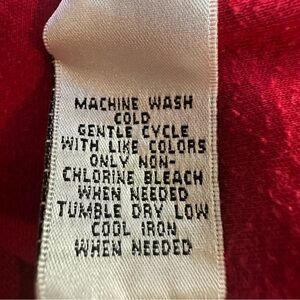 MACHINE WASH
COLD
GENTLE CYCLE
WITH LIKE COLORS
ONLY NON-
CHLORINE BLEACH
WHEN NEEDED
TUMBLE DRY LOW
COOL IRON
WHEN NEEDED